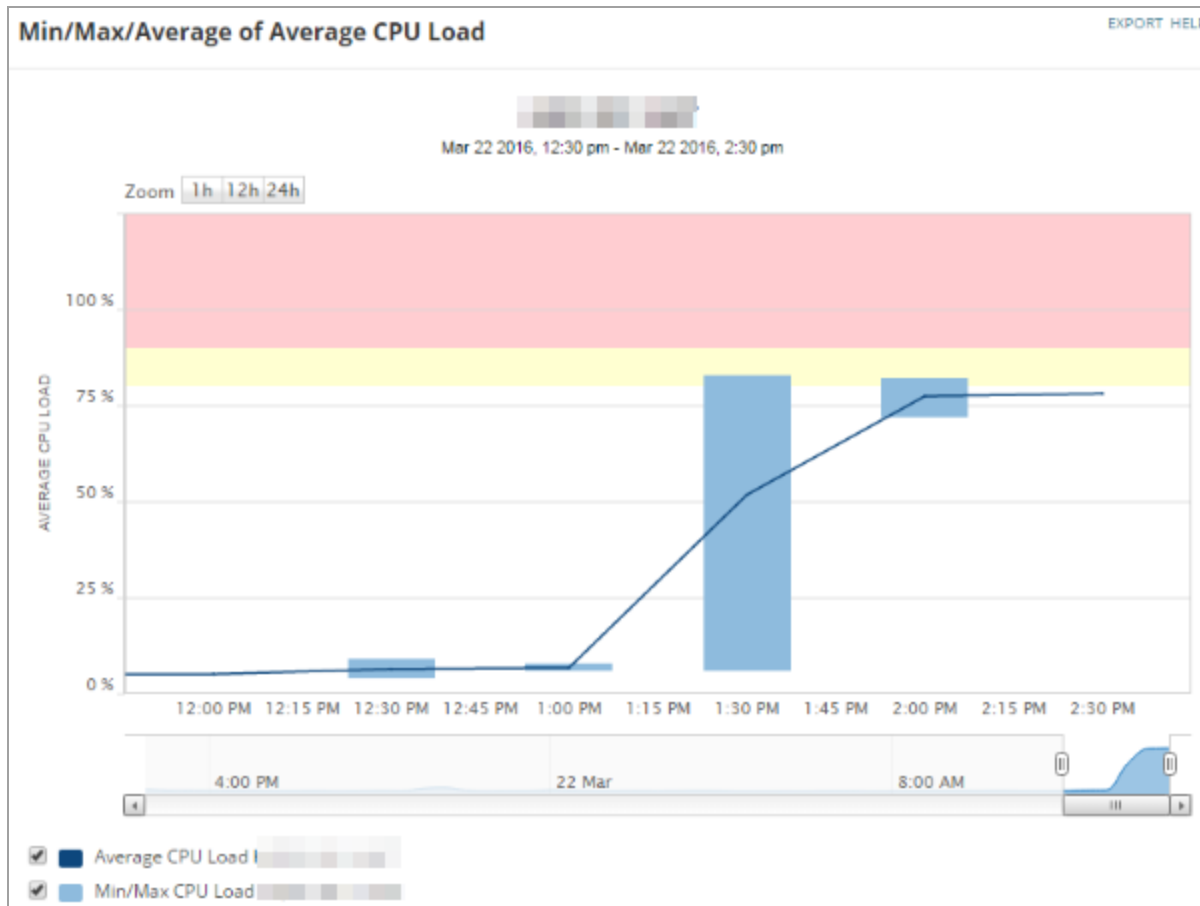 Min/Max/Average of Average CPU Load
EXPORT HEL
Mar 22 2016, 12:30 pm - Mar 22 2016, 2:30 pm
Zoom 1h 12h 24h
100 %
75 %
50 %
25 %
0 %
AVERAGE CPU LOAD
12:00 PM 12:15 PM 12:30 PM 12:45 PM 1:00 PM 1:15 PM 1:30 PM 1:45 PM 2:00 PM 2:15 PM 2:30 PM
4:00 PM 22 Mar 8:00 AM
Average CPU Load
Min/Max CPU Load